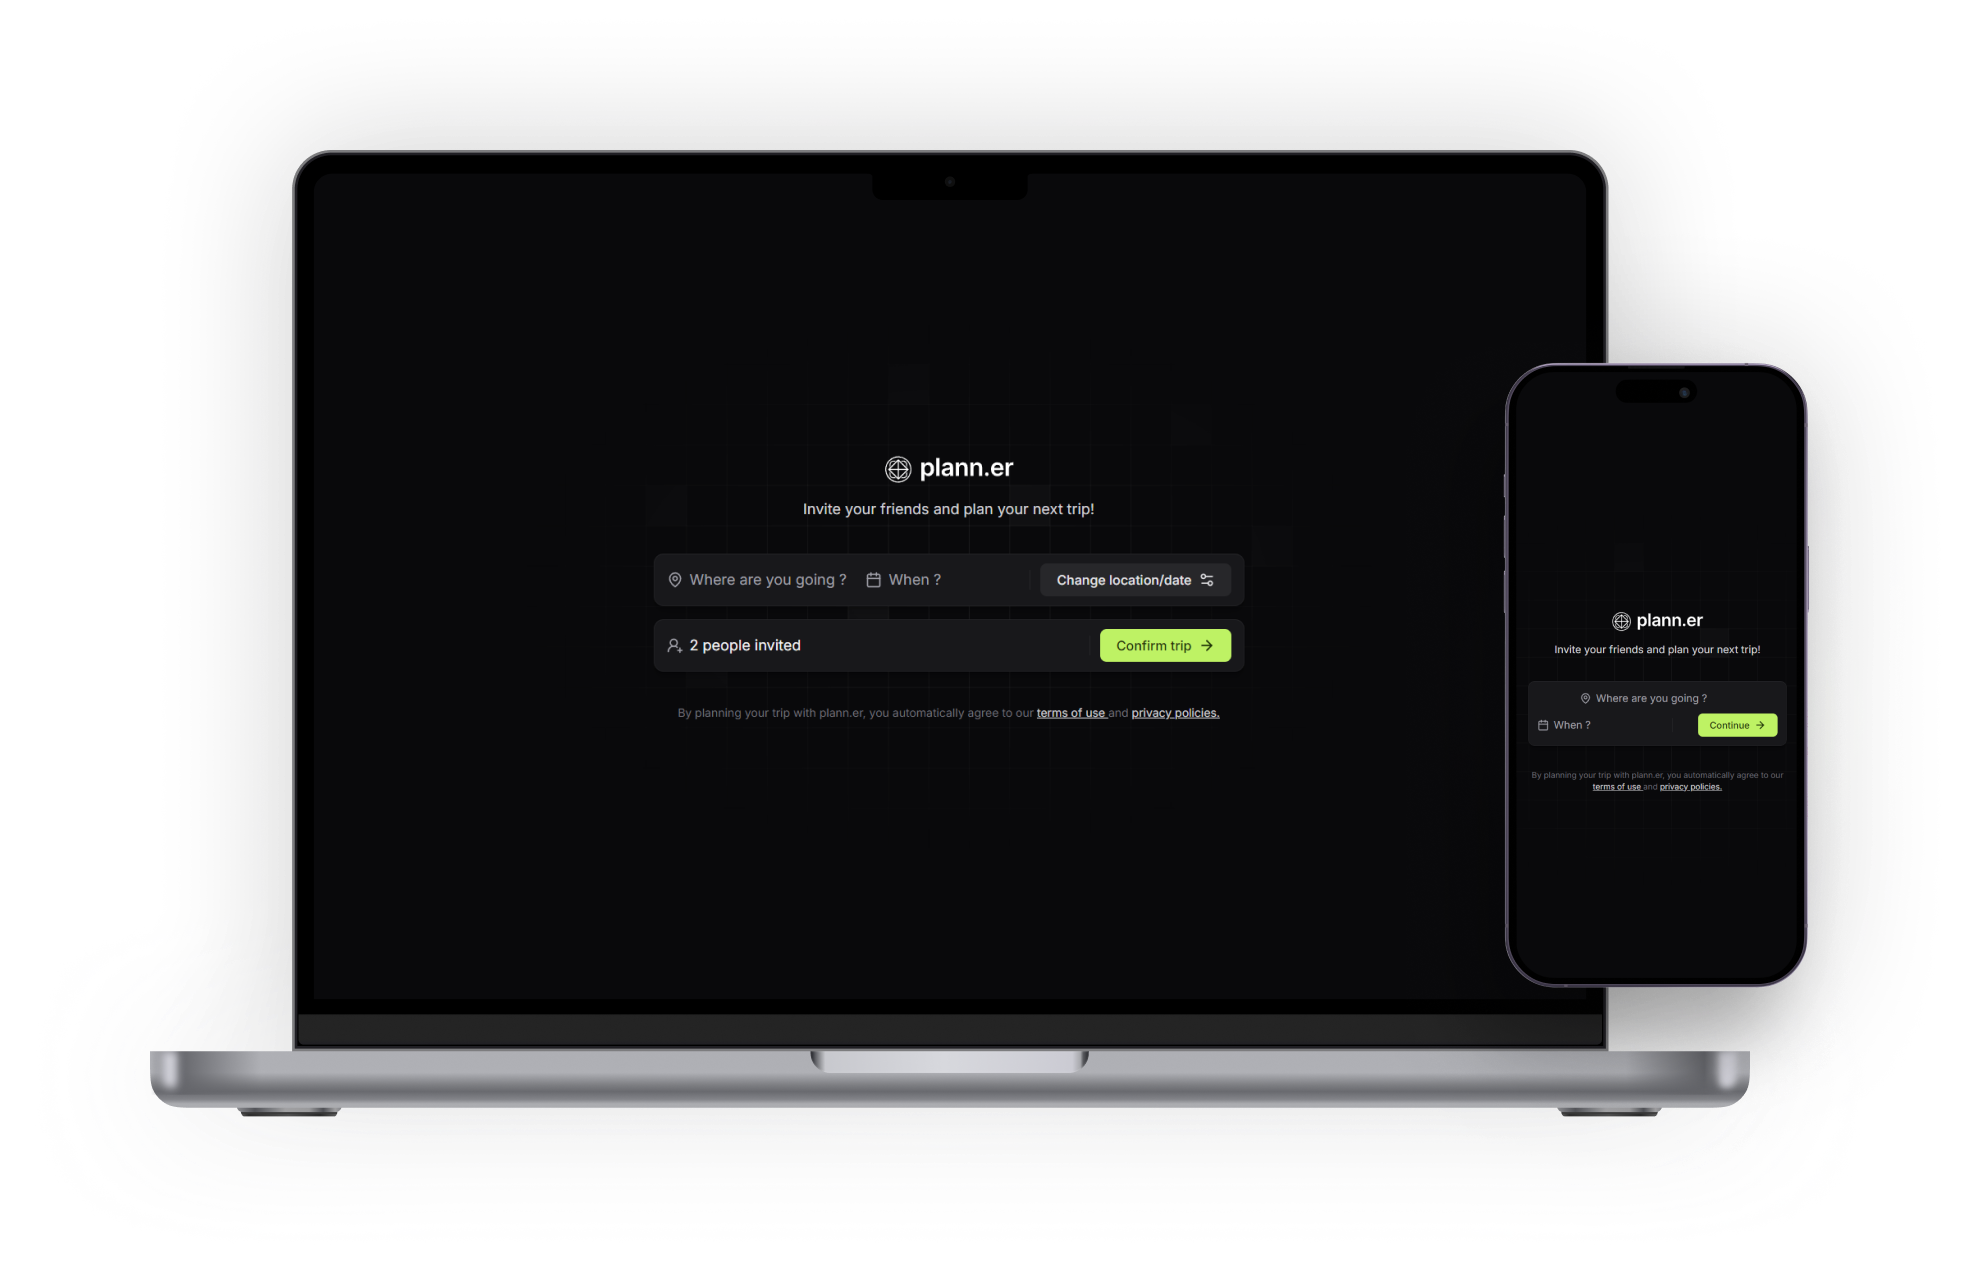 plann.er
Invite your friends and plan your next trip!
Where are you going ? When ? Change location/date
2 people invited Confirm trip
By planning your trip with plann.er, you automatically agree to our terms of use and privacy policies.
plann.er
Invite your friends and plan your next trip!
Where are you going ?
When ? Continue
By planning your trip with plann.er, you automatically agree to our
terms of use and privacy policies.